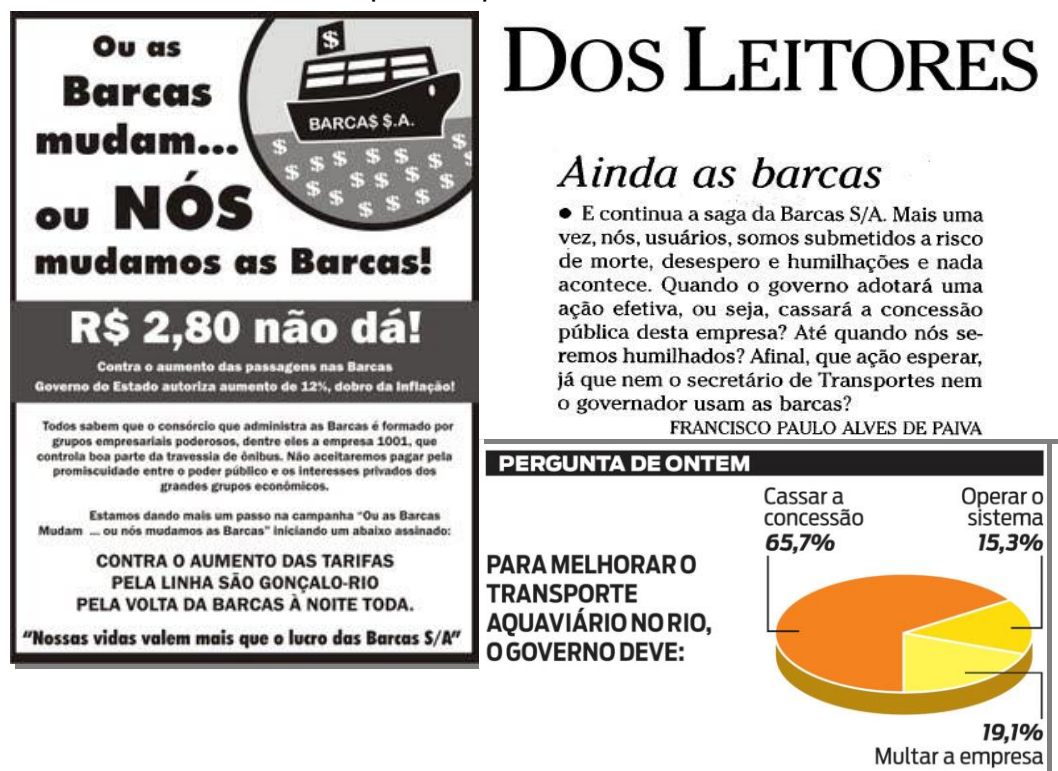 Ou as
Barcas
mudam...
ou NÓS
mudamos as Barcas!
$
BARCA$ $.A.
$ $ $ $
$ $ $ $ $
$ $ $ $
$ $ $ $
$ $
R$ 2,80 não dá!
Contra o aumento das passagens nas Barcas
Governo do Estado autoriza aumento de 12%, dobro da Inflação!
Todos sabem que o consórcio que administra as Barcas é formado por
grupos empresariais poderosos, dentre eles a empresa 1001, que
controla boa parte da travessia de ônibus. Não aceitaremos pagar pela
promiscuidade entre o poder público e os interesses privados dos
grandes grupos econômicos.
Estamos dando mais um passo na campanha "Ou as Barcas
Mudam ... ou nós mudamos as Barcas" iniciando um abaixo assinado:
CONTRA O AUMENTO DAS TARIFAS
PELA LINHA SÃO GONÇALO-RIO
PELA VOLTA DA BARCAS À NOITE TODA.
"Nossas vidas valem mais que o lucro das Barcas S/A"
DOS LEITORES
Ainda as barcas
• E continua a saga da Barcas S/A. Mais uma
vez, nós, usuários, somos submetidos a risco
de morte, desespero e humilhações e nada
acontece. Quando o governo adotará uma
ação efetiva, ou seja, cassará a concessão
pública desta empresa? Até quando nós se-
remos humilhados? Afinal, que ação esperar,
já que nem o secretário de Transportes nem
o governador usam as barcas?
FRANCISCO PAULO ALVES DE PAIVA
PERGUNTA DE ONTEM
PARA MELHORAR O
TRANSPORTE
AQUAVIÁRIO NO RIO,
O GOVERNO DEVE:
Cassar a
concessão
65,7%
Operar o
sistema
15,3%
19,1%
Multar a empresa